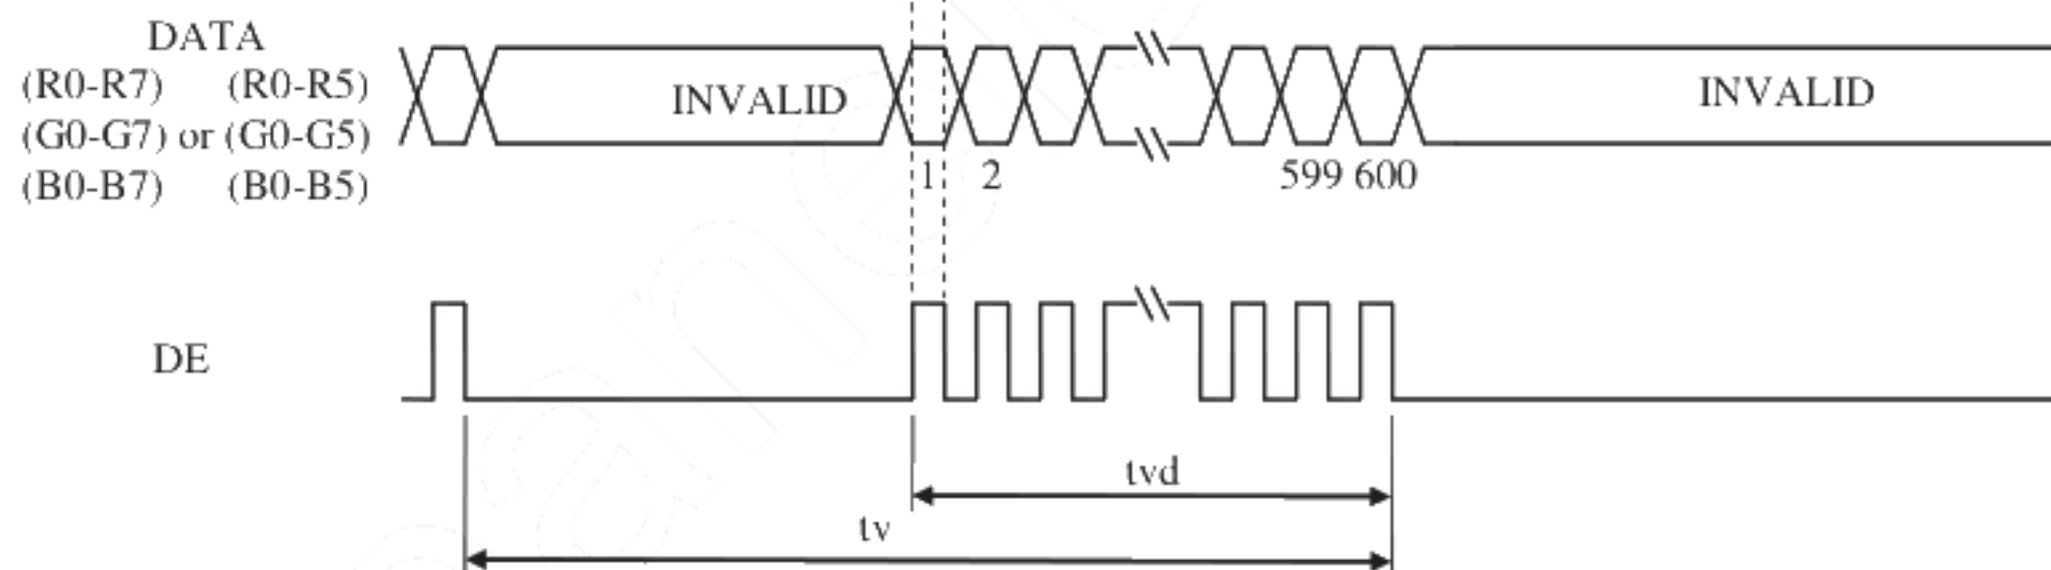 DATA
(R0-R7) (R0-R5)
(G0-G7) or (G0-G5)
(B0-B7) (B0-B5)
INVALID
INVALID
1 2 599 600
DE
tvd
tv